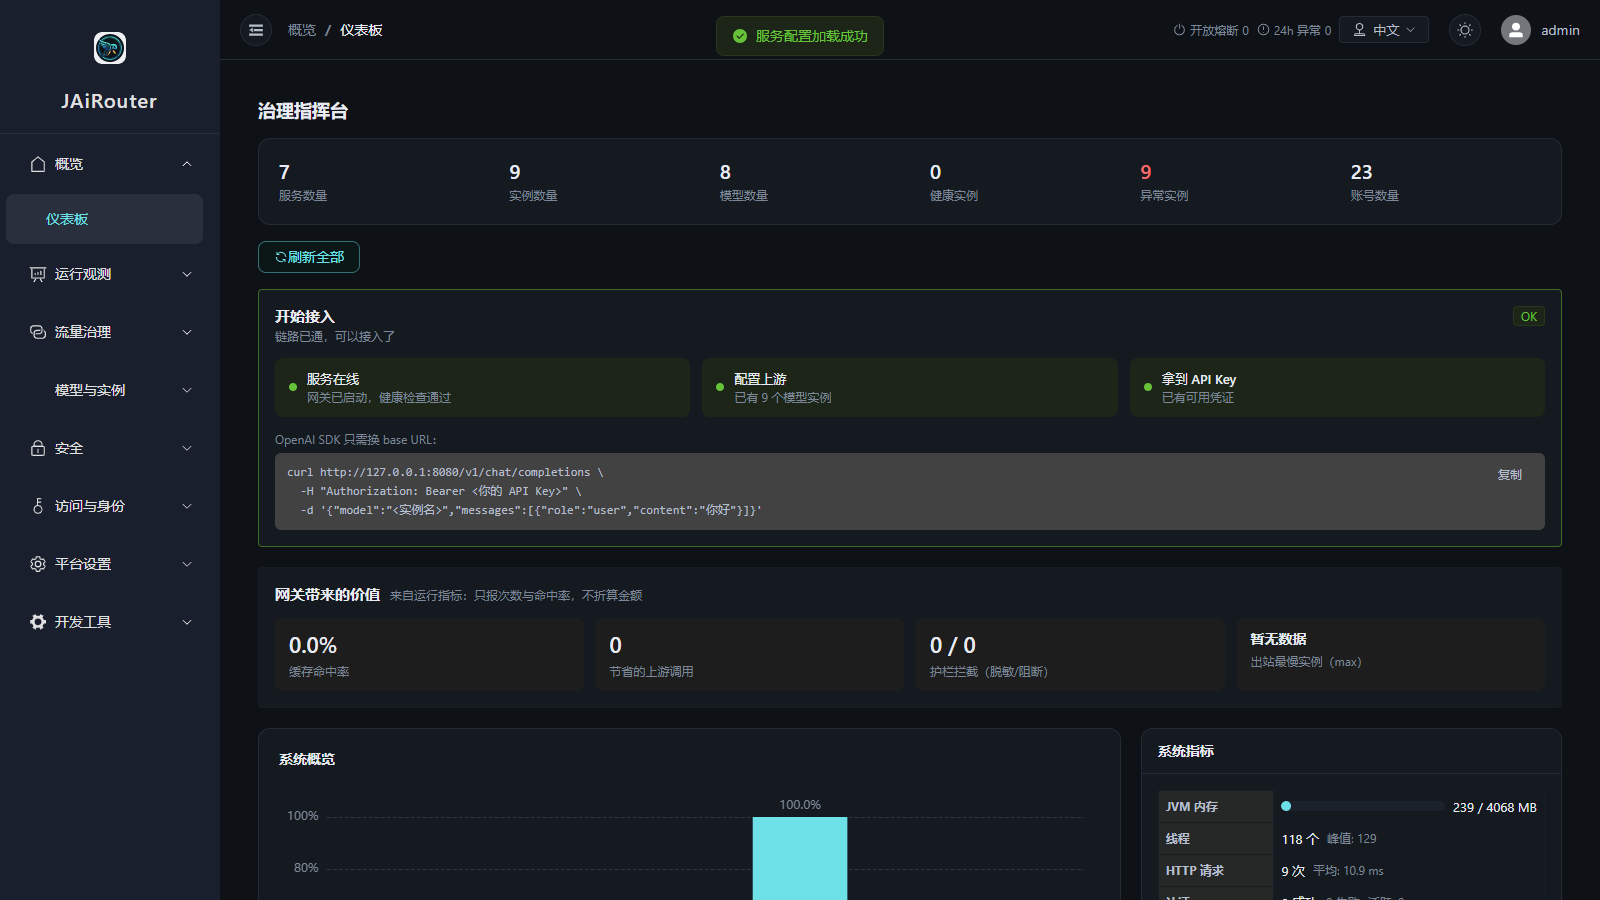 JAiRouter
概览
仪表板
运行观测
流量治理
模型与实例
安全
访问与身份
平台设置
开发工具
概览 / 仪表板
服务配置加载成功
开放熔断 0
24h 异常 0
中文
admin
治理指挥台
7
服务数量
9
实例数量
8
模型数量
0
健康实例
9
异常实例
23
账号数量
刷新全部
开始接入
OK
链路已通，可以接入了
服务在线
网关已启动，健康检查通过
配置上游
已有 9 个模型实例
拿到 API Key
已有可用凭证
OpenAI SDK 只需换 base URL:
curl http://127.0.0.1:8080/v1/chat/completions \
-H "Authorization: Bearer <你的 API Key>" \
-d '{"model":"<实例名>","messages":[{"role":"user","content":"你好"}]}'
复制
网关带来的价值 来自运行指标：只报次数与命中率，不折算金额
0.0%
缓存命中率
0
节省的上游调用
0 / 0
护栏拦截（脱敏/阻断）
暂无数据
出站最慢实例（max）
系统概览
100%
100.0%
80%
系统指标
JVM 内存
239 / 4068 MB
线程
118 个 峰值: 129
HTTP 请求
9 次 平均: 10.9 ms